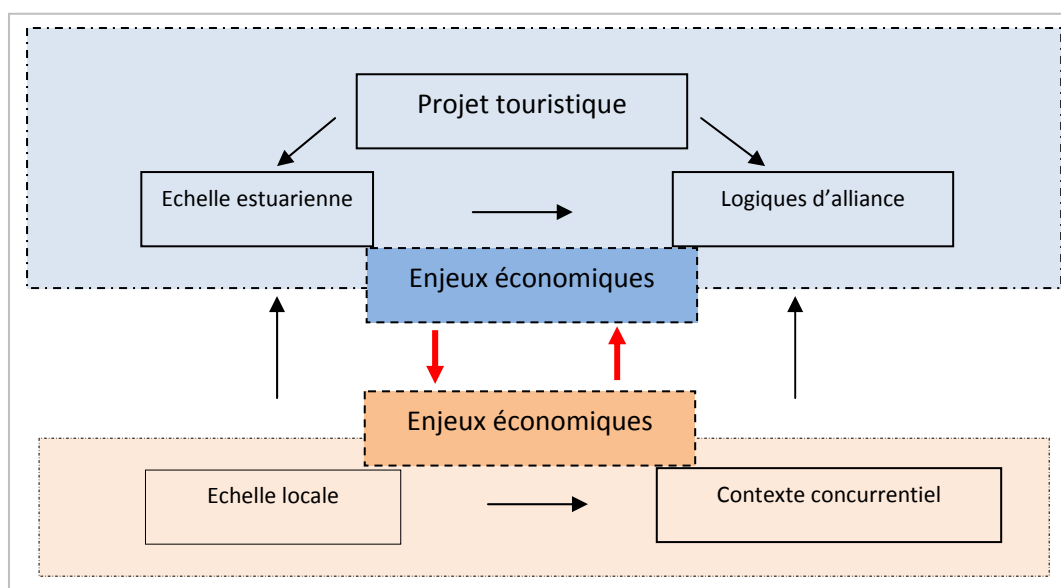 Projet touristique
Echelle estuarienne
Logiques d’alliance
Enjeux économiques
Enjeux économiques
Echelle locale
Contexte concurrentiel